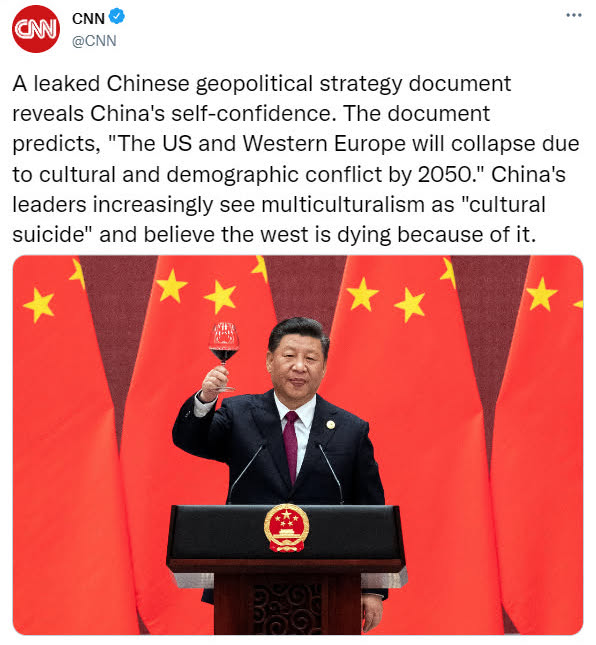 CNN
CNN
@CNN
A leaked Chinese geopolitical strategy document
reveals China's self-confidence. The document
predicts, "The US and Western Europe will collapse due
to cultural and demographic conflict by 2050." China's
leaders increasingly see multiculturalism as "cultural
suicide" and believe the west is dying because of it.